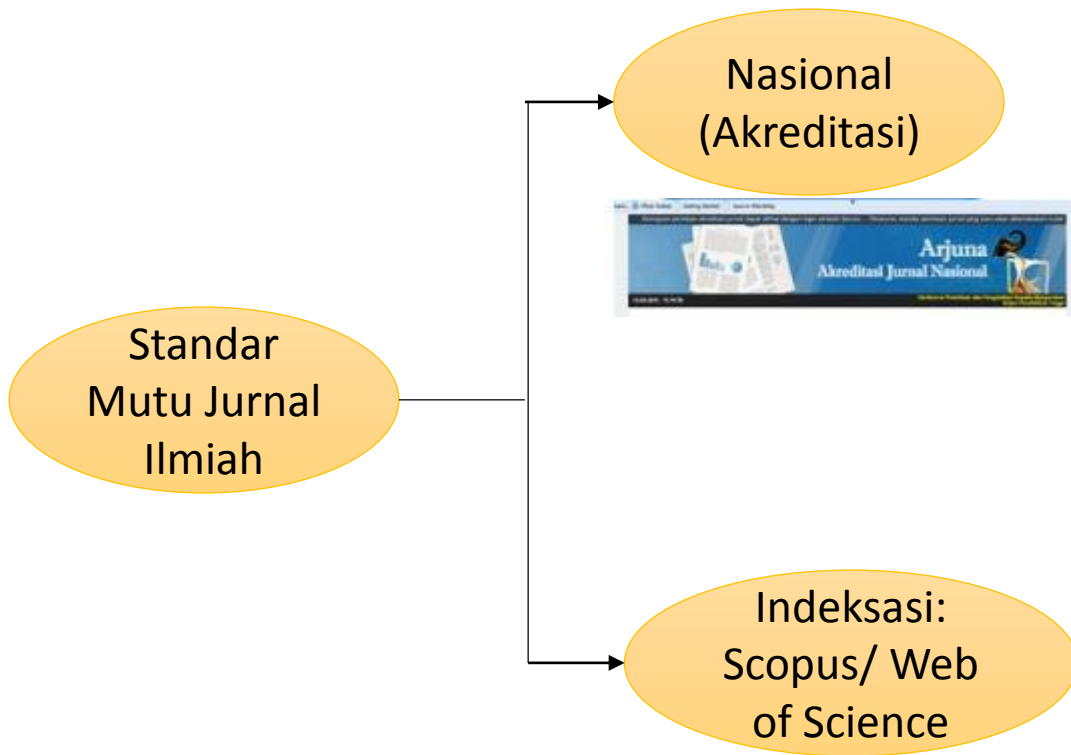 Nasional
(Akreditasi)
Arjuna
Akreditasi Jurnal Nasional
Standar
Mutu Jurnal
Ilmiah
Indeksasi:
Scopus/ Web
of Science